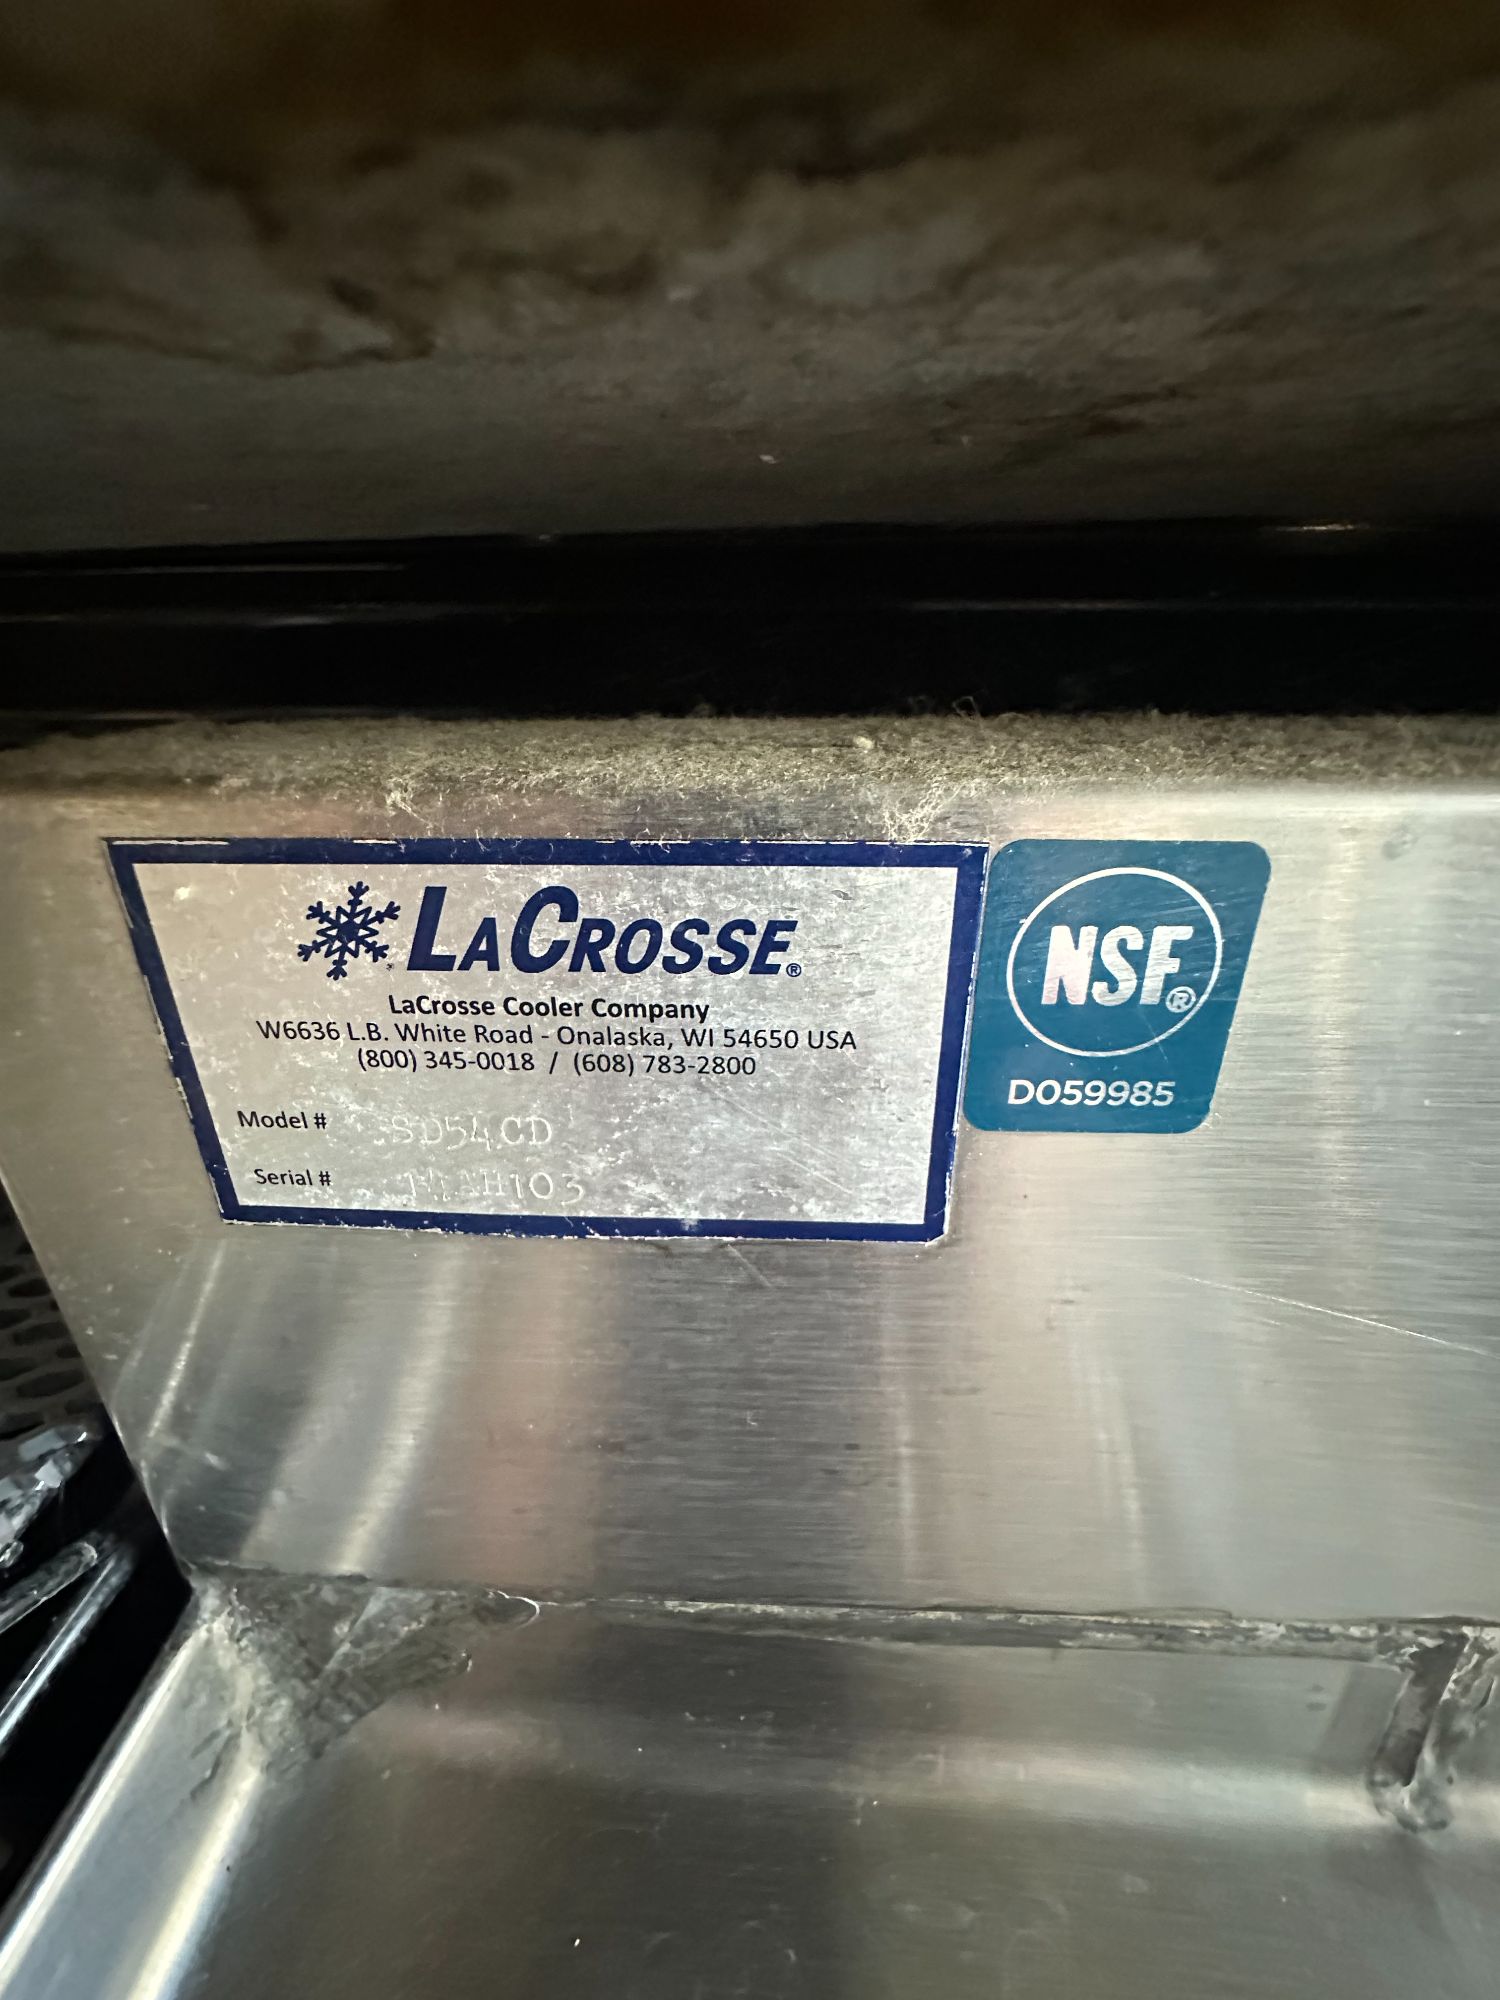 LACROSSE®
LaCrosse Cooler Company
W6636 L.B. White Road - Onalaska, WI 54650 USA
(800) 345-0018 / (608) 783-2800
Model # SD54CD
Serial #
NSF®
D059985